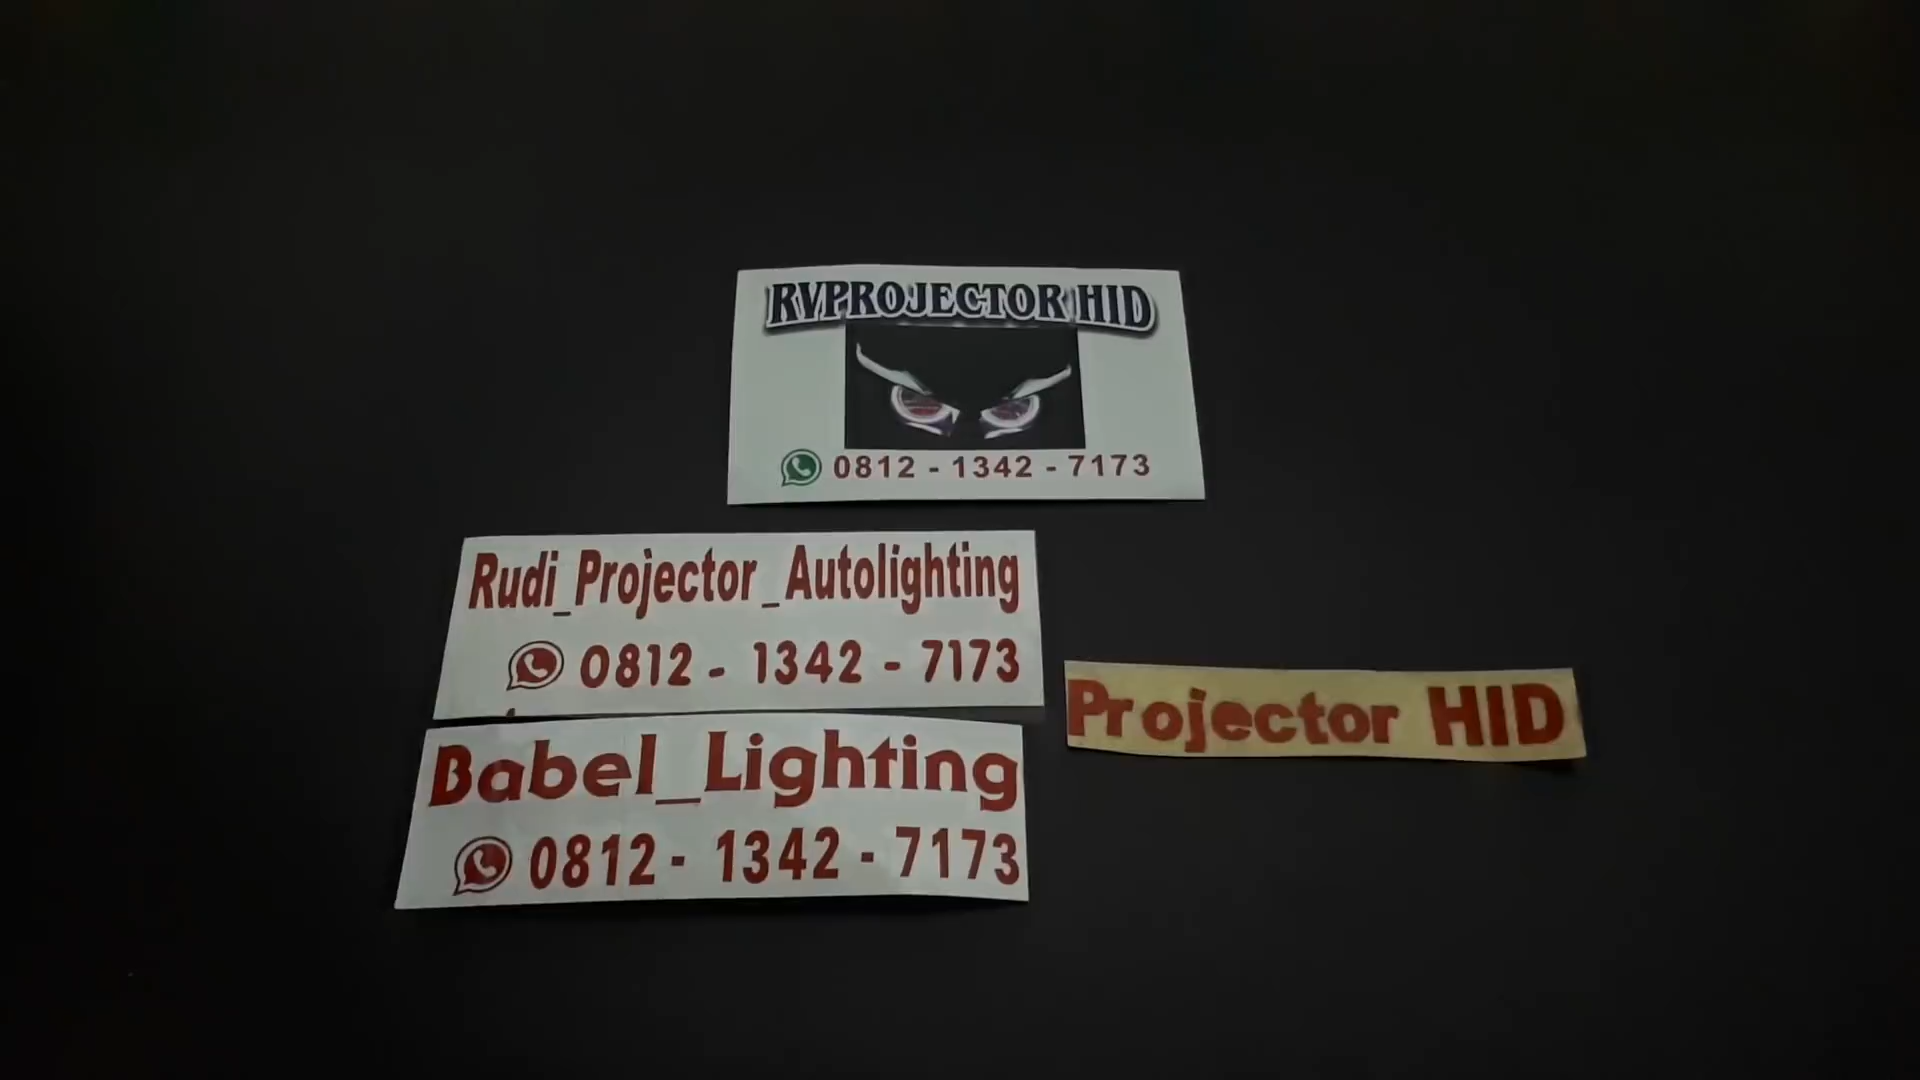 RVPROJECTOR HID
0812 - 1342 - 7173
Rudi_Projector_Autolighting
0812 - 1342 - 7173
Babel_Lighting
0812 - 1342 - 7173
Projector HID